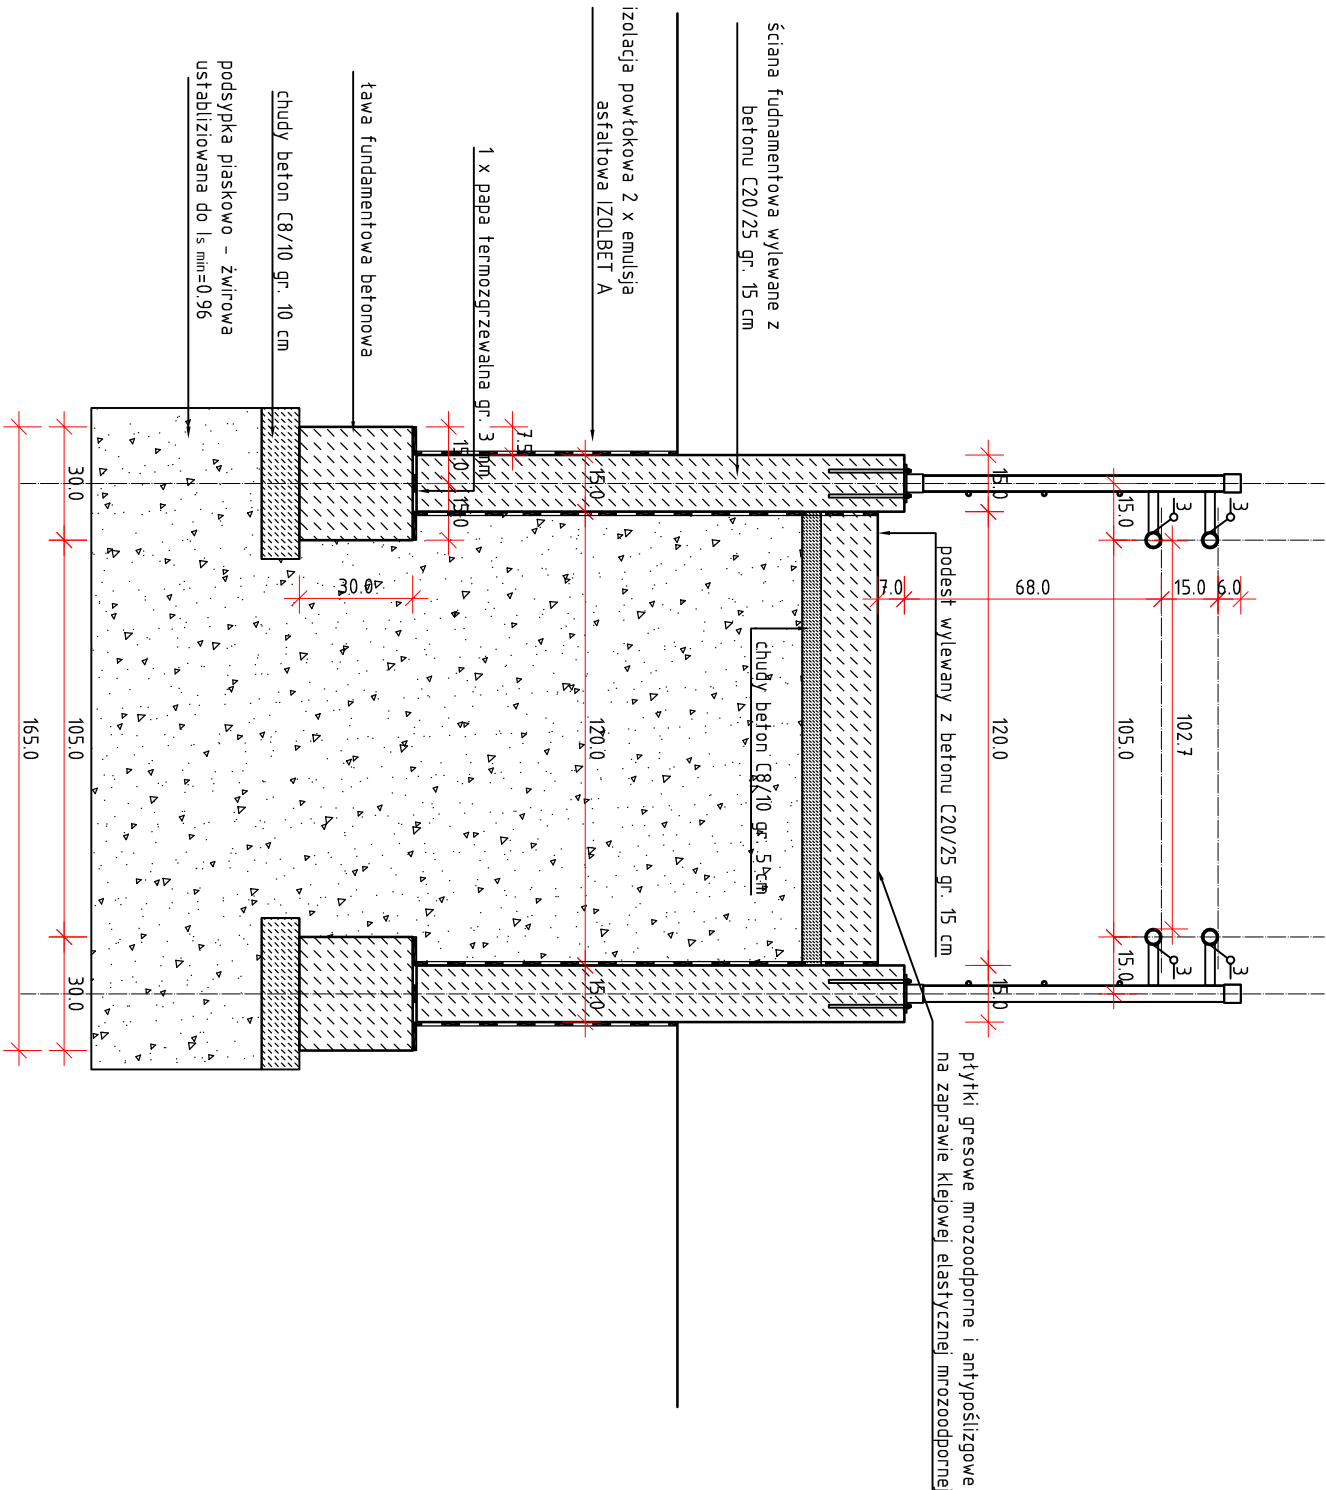 ściana fudnamentowa wylewane z
betonu C20/25 gr. 15 cm
izolacja powłokowa 2 x emulsja
asfaltowa IZOLBET A
1 x papa termozgrzewalna gr. 3 mm
ława fundamentowa betonowa
chudy beton C8/10 gr. 10 cm
podsypka piaskowo - żwirowa
ustabliziowana do Is min=0.96
podest wylewany z betonu C20/25 gr. 15 cm
chudy beton C8/10 gr. 5 cm
płytki gresowe mrozoodporne i antypoślizgowe
na zaprawie klejowej elastycznej mrozoodpornej
3
3
3
3
6.0
15.0
68.0
7.0
102.7
15.0
105.0
15.0
15.0
120.0
15.0
15.0
120.0
15.0
7.5
15.0
15.0
30.0
30.0
105.0
30.0
165.0